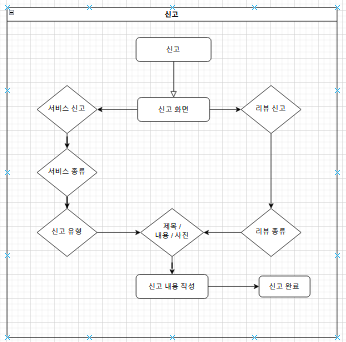 신고
신고
신고 화면
서비스 신고
리뷰 신고
서비스 종류
신고 유형
제목 /
내용 / 사진
리뷰 종류
신고 내용 작성
신고 완료